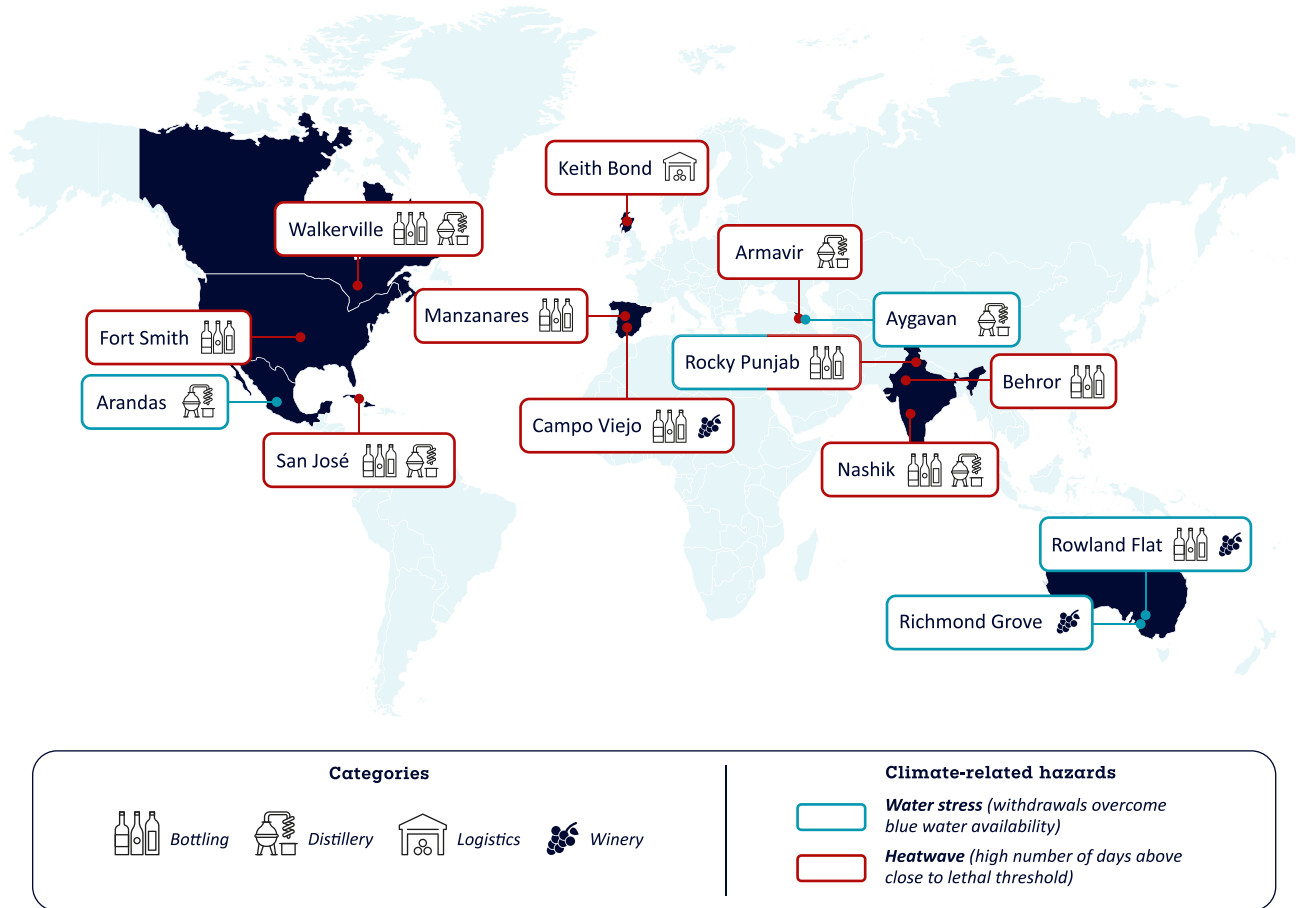 Keith Bond
Walkerville
Armavir
Manzanares
Aygavan
Fort Smith
Rocky Punjab
Behror
Arandas
Campo Viejo
San José
Nashik
Rowland Flat
Richmond Grove
Categories
Bottling
Distillery
Logistics
Winery
Climate-related hazards
Water stress (withdrawals overcome
blue water availability)
Heatwave (high number of days above
close to lethal threshold)